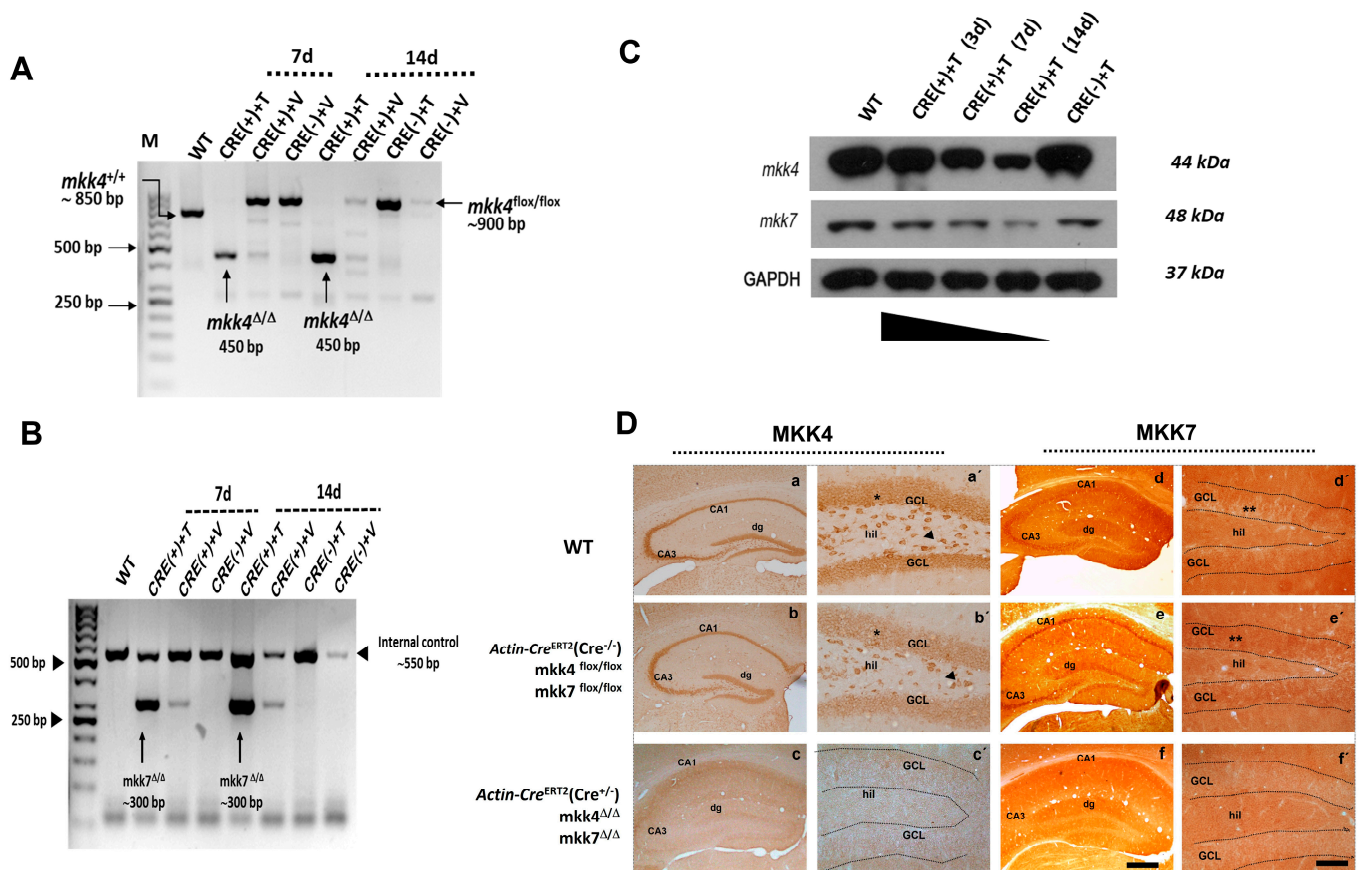 A
7d
14d
M
WT
CRE(+)+T
CRE(+)+V
CRE(-)+V
CRE(+)+T
CRE(+)+V
CRE(-)+T
CRE(-)+V
mkk4+/+
~ 850 bp
500 bp
250 bp
mkk4flox/flox
~900 bp
mkk4Δ/Δ
450 bp
mkk4Δ/Δ
450 bp
B
7d
14d
WT
CRE(+)+T
CRE(+)+V
CRE(-)+V
CRE(+)+T
CRE(+)+V
CRE(-)+T
CRE(-)+V
500 bp
250 bp
Internal control
~550 bp
mkk7Δ/Δ
~300 bp
mkk7Δ/Δ
~300 bp
C
WT
CRE(+)+T (3d)
CRE(+)+T (7d)
CRE(+)+T (14d)
CRE(-)+T
mkk4
44 kDa
mkk7
48 kDa
GAPDH
37 kDa
D
MKK4
MKK7
WT
a
CA1
dg
CA3
a´
*
GCL
hil
GCL
d
CA1
dg
CA3
d´
GCL
**
hil
GCL
Actin-CreERT2(Cre-/-)
mkk4 flox/flox
mkk7 flox/flox
b
CA1
dg
CA3
b´
*
GCL
hil
GCL
e
CA1
dg
CA3
e´
GCL
**
hil
GCL
Actin-CreERT2(Cre+/-)
mkk4Δ/Δ
mkk7Δ/Δ
c
CA1
dg
CA3
c´
GCL
hil
GCL
f
CA1
dg
CA3
f´
GCL
hil
GCL